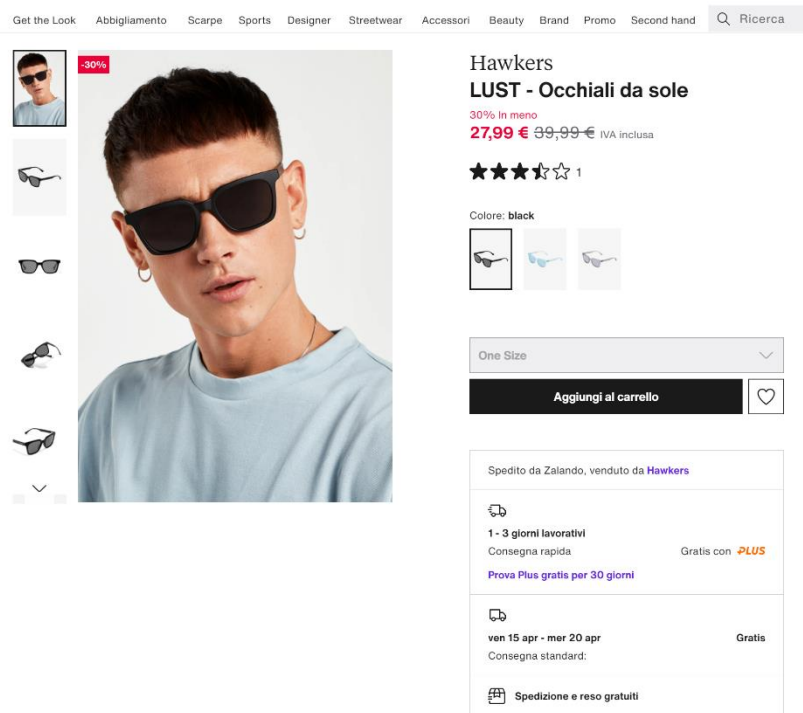 Get the Look Abbigliamento Scarpe Sports Designer Streetwear Accessori Beauty Brand Promo Second hand Ricerca
-30%
Hawkers
LUST - Occhiali da sole
30% In meno
27,99 € 39,99 € IVA inclusa
1
Colore: black
One Size
Aggiungi al carrello
Spedito da Zalando, venduto da Hawkers
1 - 3 giorni lavorativi
Consegna rapida Gratis con PLUS
Prova Plus gratis per 30 giorni
ven 15 apr - mer 20 apr Gratis
Consegna standard:
Spedizione e reso gratuiti